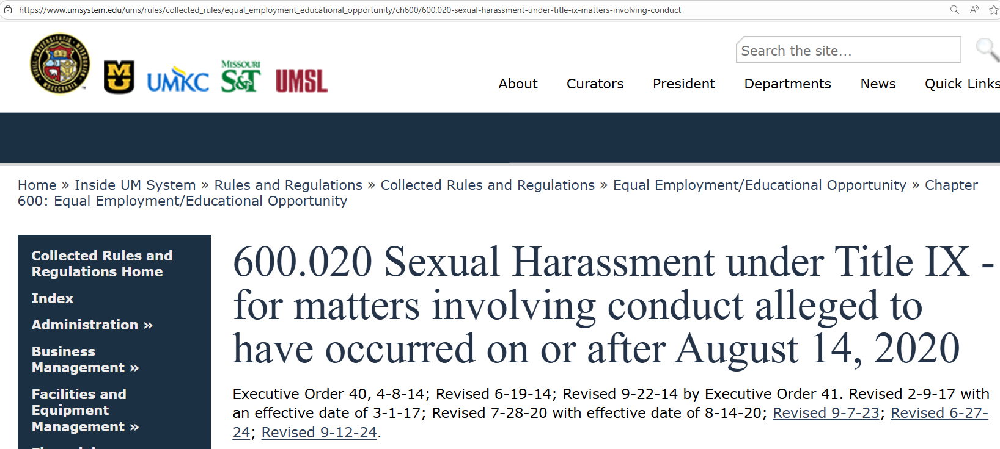 https://www.umsystem.edu/ums/rules/collected_rules/equal_employment_educational_opportunity/ch600/600.020-sexual-harassment-under-title-ix-matters-involving-conduct
MU
UMKC
MISSOURI
S&T
UMSL
Search the site...
About Curators President Departments News Quick Links
Home » Inside UM System » Rules and Regulations » Collected Rules and Regulations » Equal Employment/Educational Opportunity » Chapter
600: Equal Employment/Educational Opportunity
Collected Rules and
Regulations Home
Index
Administration »
Business
Management »
Facilities and
Equipment
Management »
600.020 Sexual Harassment under Title IX -
for matters involving conduct alleged to
have occurred on or after August 14, 2020
Executive Order 40, 4-8-14; Revised 6-19-14; Revised 9-22-14 by Executive Order 41. Revised 2-9-17 with
an effective date of 3-1-17; Revised 7-28-20 with effective date of 8-14-20; Revised 9-7-23; Revised 6-27-
24; Revised 9-12-24.